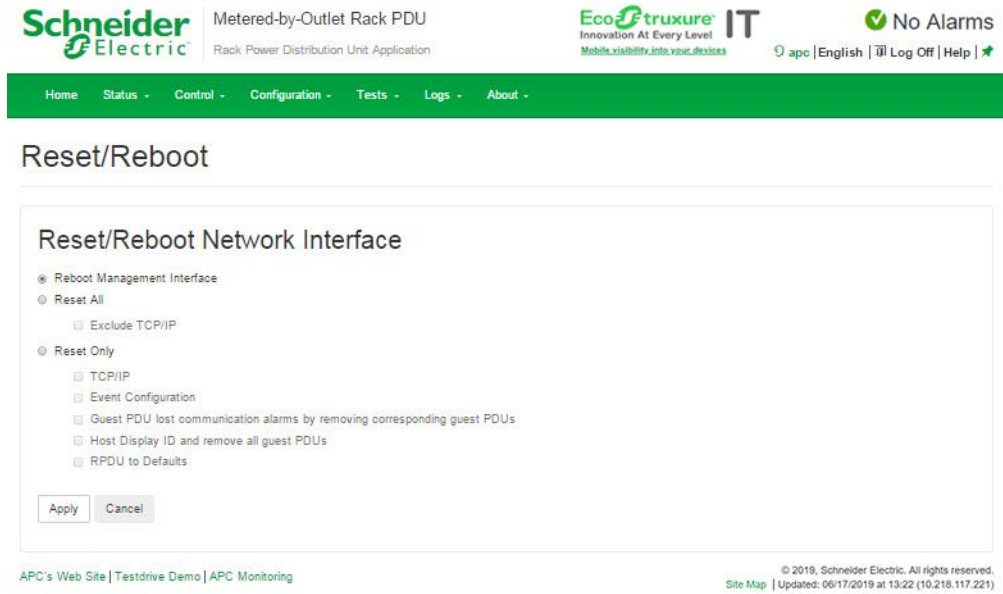 Schneider Electric
Metered-by-Outlet Rack PDU
Rack Power Distribution Unit Application
EcoStruxure IT
Innovation At Every Level
Mobile visibility into your devices
No Alarms
apc | English | Log Off | Help |
Home Status - Control - Configuration - Tests - Logs - About -
Reset/Reboot
Reset/Reboot Network Interface
Reboot Management Interface
Reset All
Exclude TCP/IP
Reset Only
TCP/IP
Event Configuration
Guest PDU lost communication alarms by removing corresponding guest PDUs
Host Display ID and remove all guest PDUs
RPDU to Defaults
Apply Cancel
APC's Web Site | Testdrive Demo | APC Monitoring
© 2019, Schneider Electric. All rights reserved.
Site Map | Updated: 06/17/2019 at 13:22 (10.218.117.221)